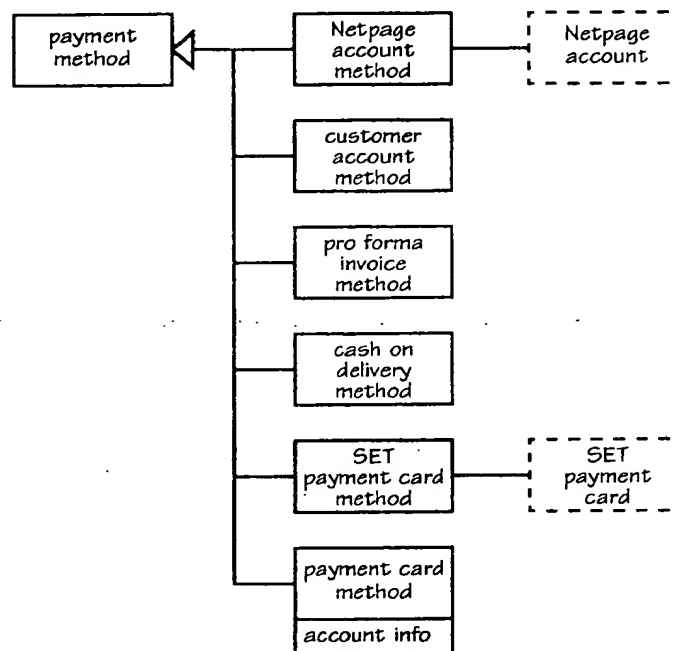 payment
method
Netpage
account
method
Netpage
account
customer
account
method
pro forma
invoice
method
cash on
delivery
method
SET
payment card
method
SET
payment
card
payment card
method
account info